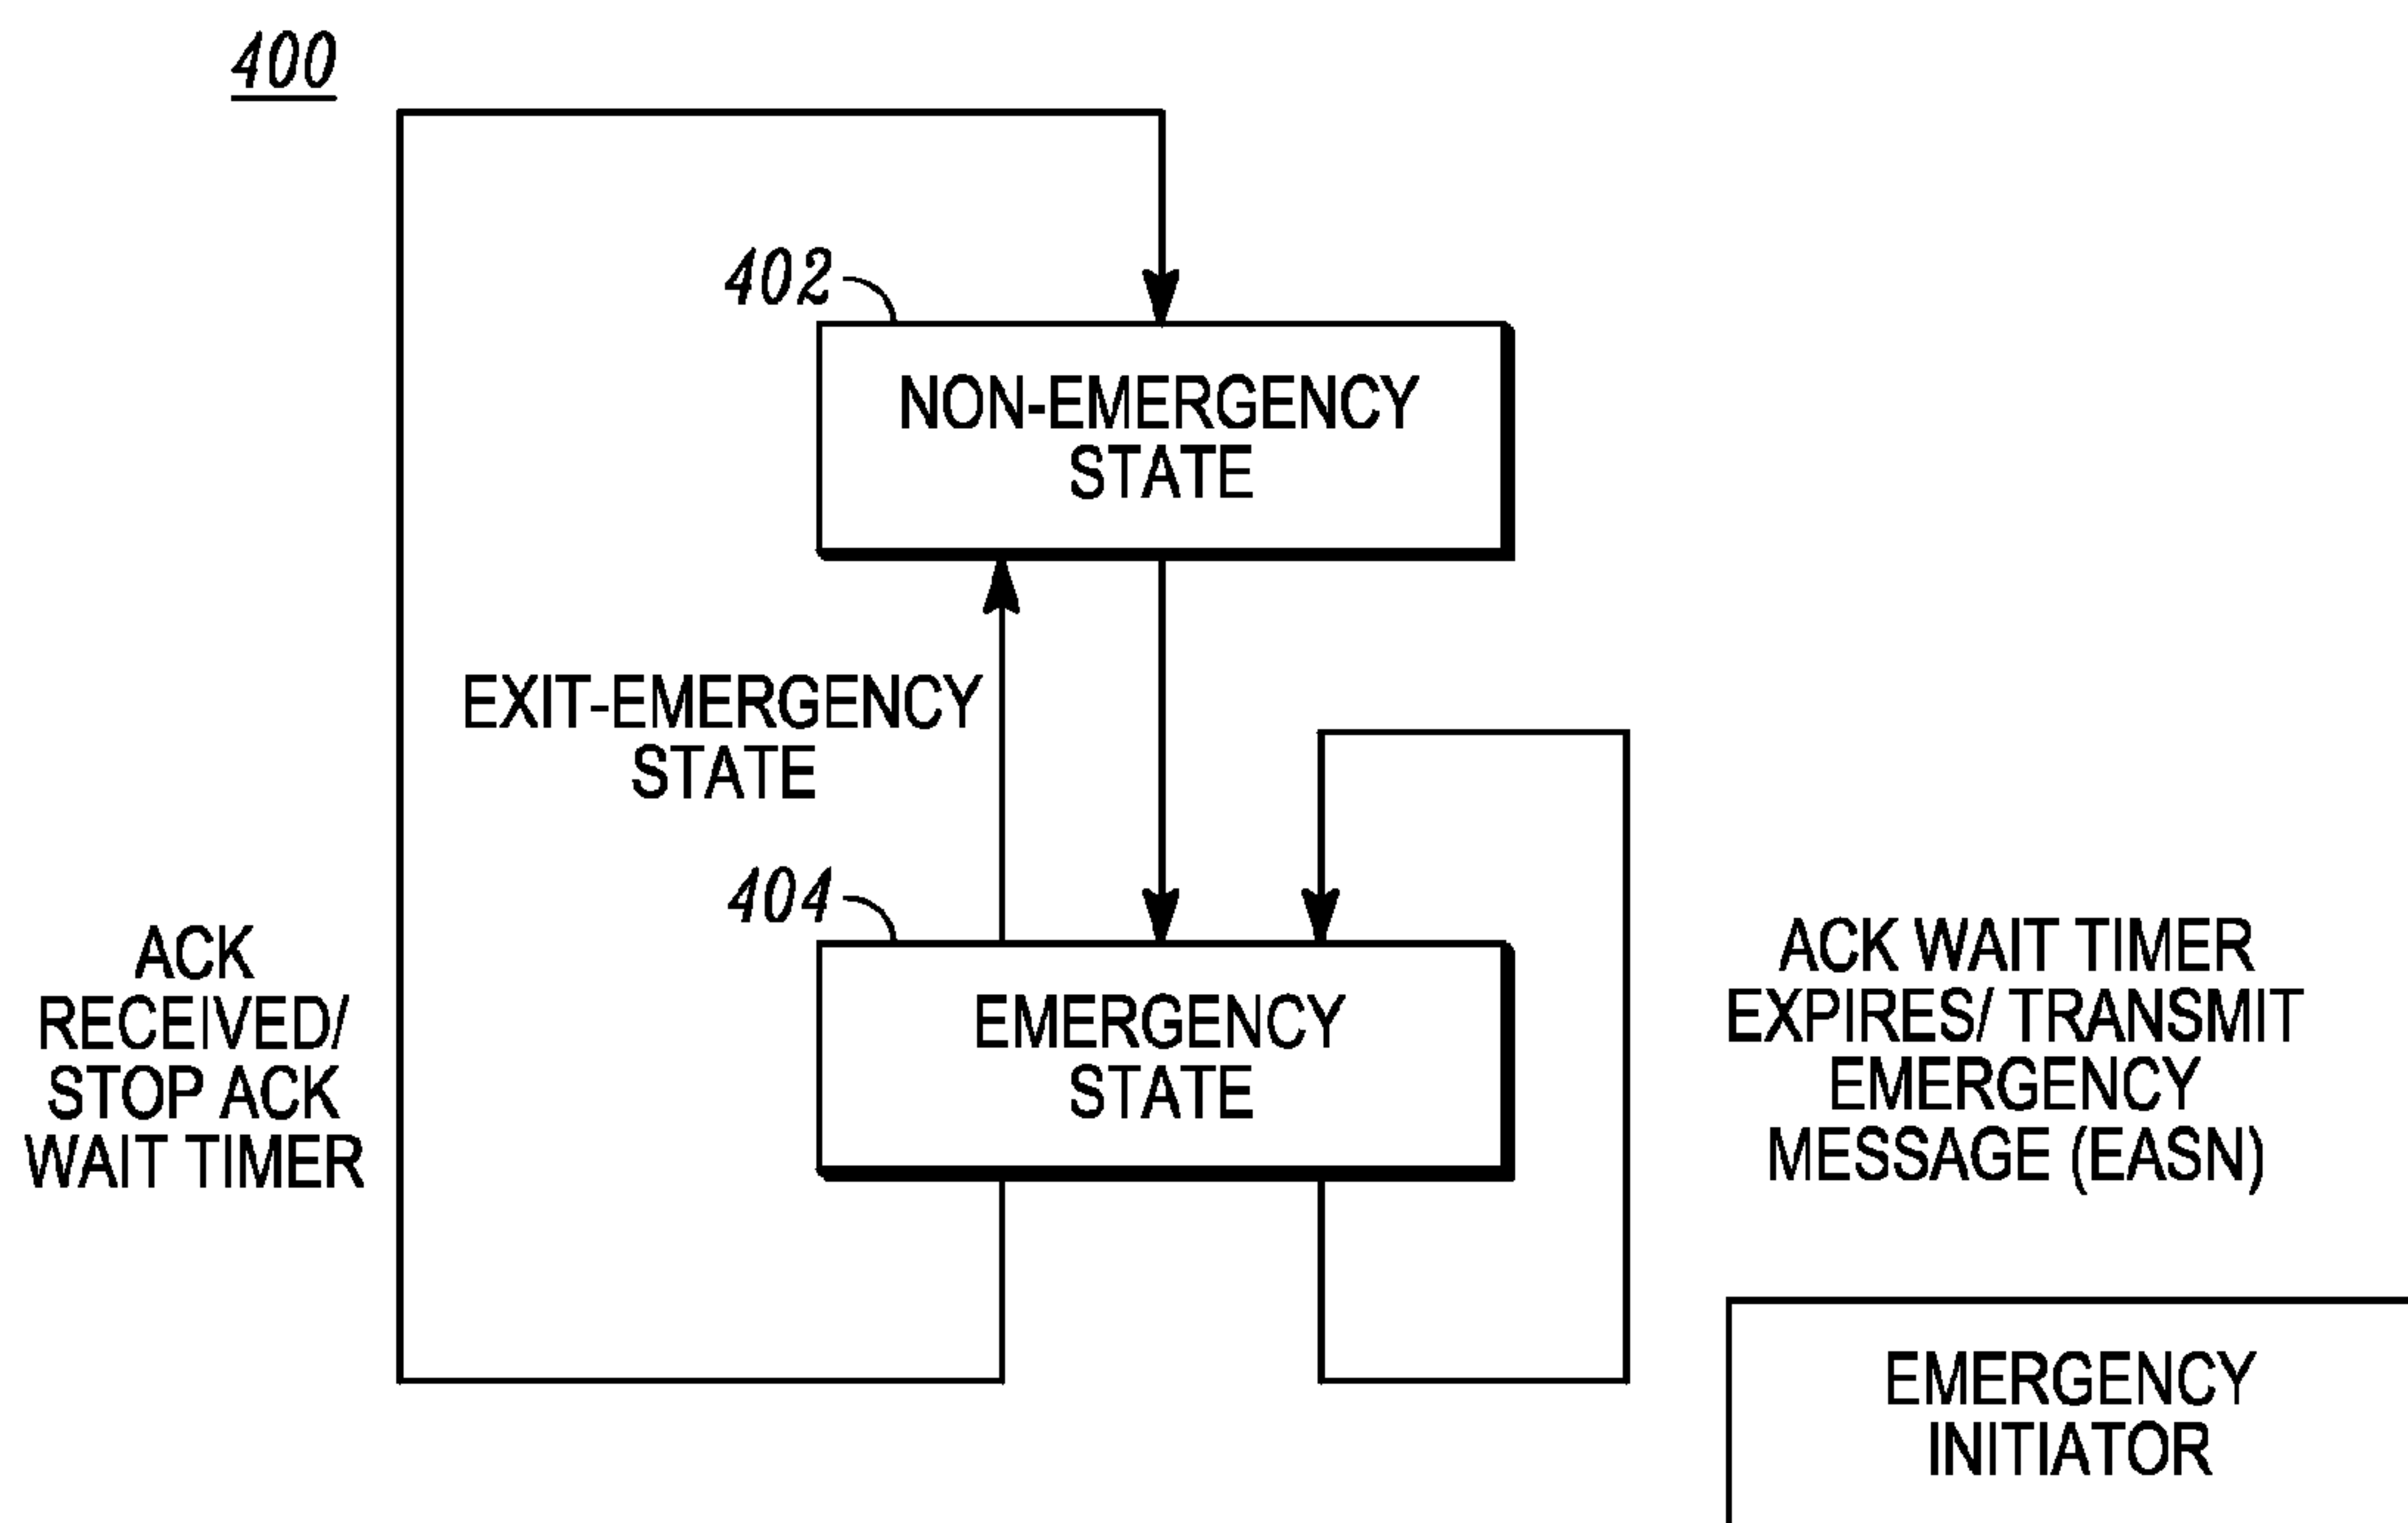 400
402
NON-EMERGENCY
STATE
EXIT-EMERGENCY
STATE
404
EMERGENCY
STATE
ACK
RECEIVED/
STOP ACK
WAIT TIMER
ACK WAIT TIMER
EXPIRES/ TRANSMIT
EMERGENCY
MESSAGE (EASN)
EMERGENCY
INITIATOR